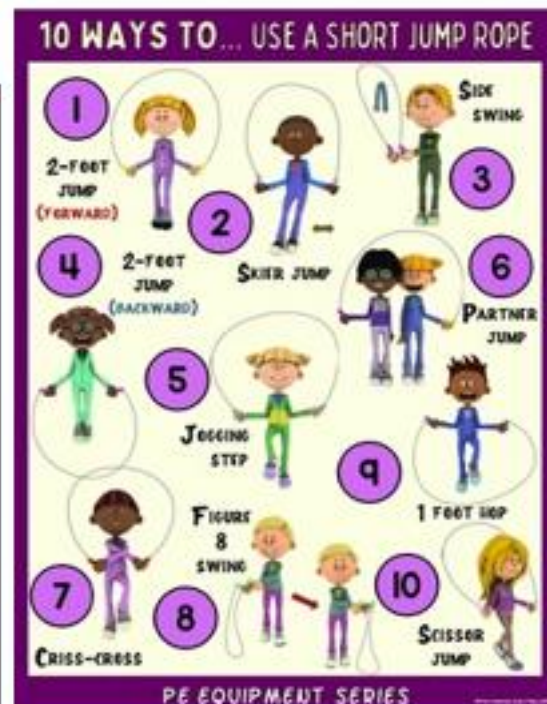 10 WAYS TO... USE A SHORT JUMP ROPE
1
2-FOOT
JUMP
(FORWARD)
2
SKIER JUMP
SIDE
SWING
3
4
2-FOOT
JUMP
(BACKWARD)
5
JOGGING
STEP
6
PARTNER
JUMP
7
CRISS-CROSS
FIGURE
8
SWING
8
9
1 FOOT HOP
10
SCISSOR
JUMP
PE EQUIPMENT SERIES